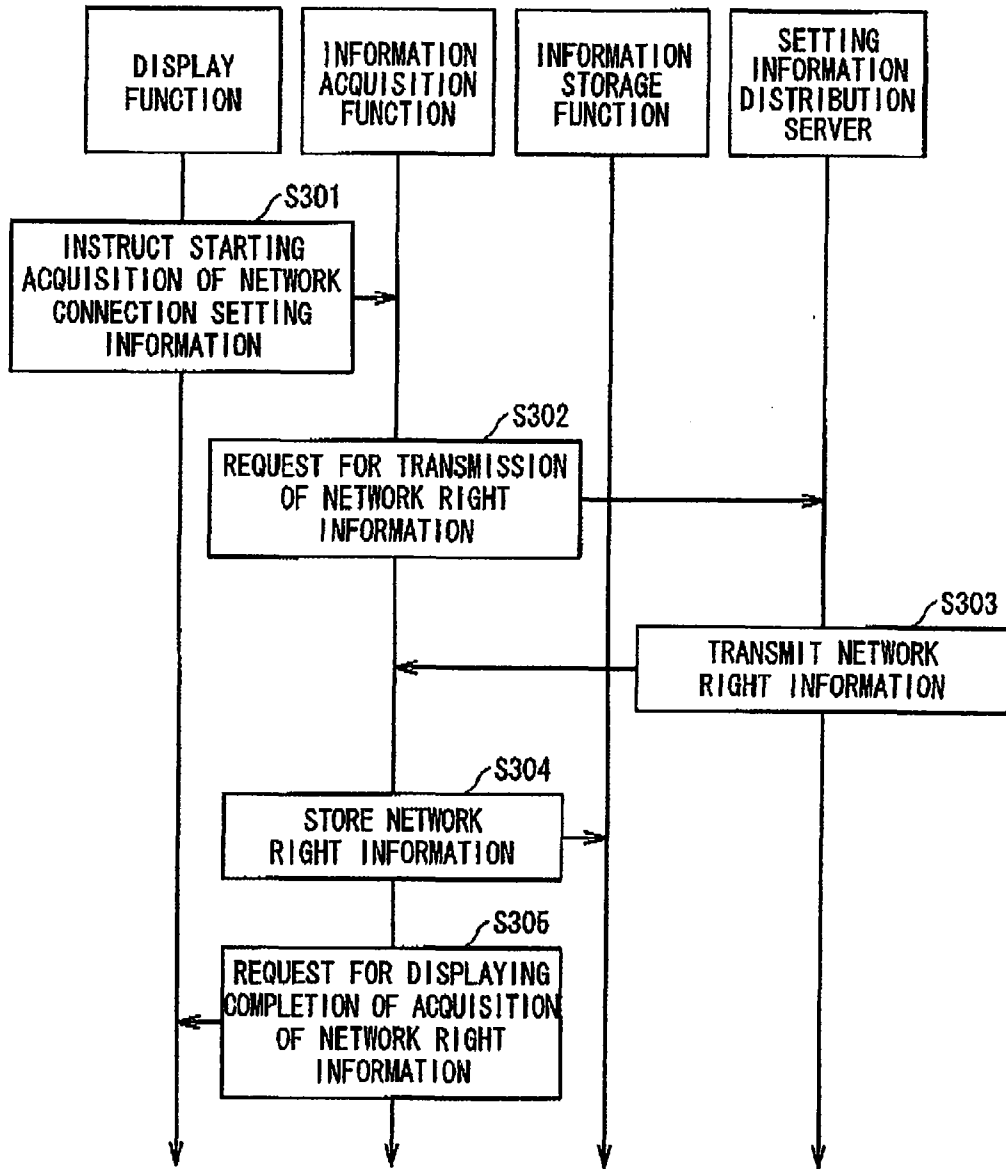 DISPLAY
FUNCTION
INFORMATION
ACQUISITION
FUNCTION
INFORMATION
STORAGE
FUNCTION
SETTING
INFORMATION
DISTRIBUTION
SERVER
S301
INSTRUCT STARTING
ACQUISITION OF NETWORK
CONNECTION SETTING
INFORMATION
S302
REQUEST FOR TRANSMISSION
OF NETWORK RIGHT
INFORMATION
S303
TRANSMIT NETWORK
RIGHT INFORMATION
S304
STORE NETWORK
RIGHT INFORMATION
S305
REQUEST FOR DISPLAYING
COMPLETION OF ACQUISITION
OF NETWORK RIGHT
INFORMATION